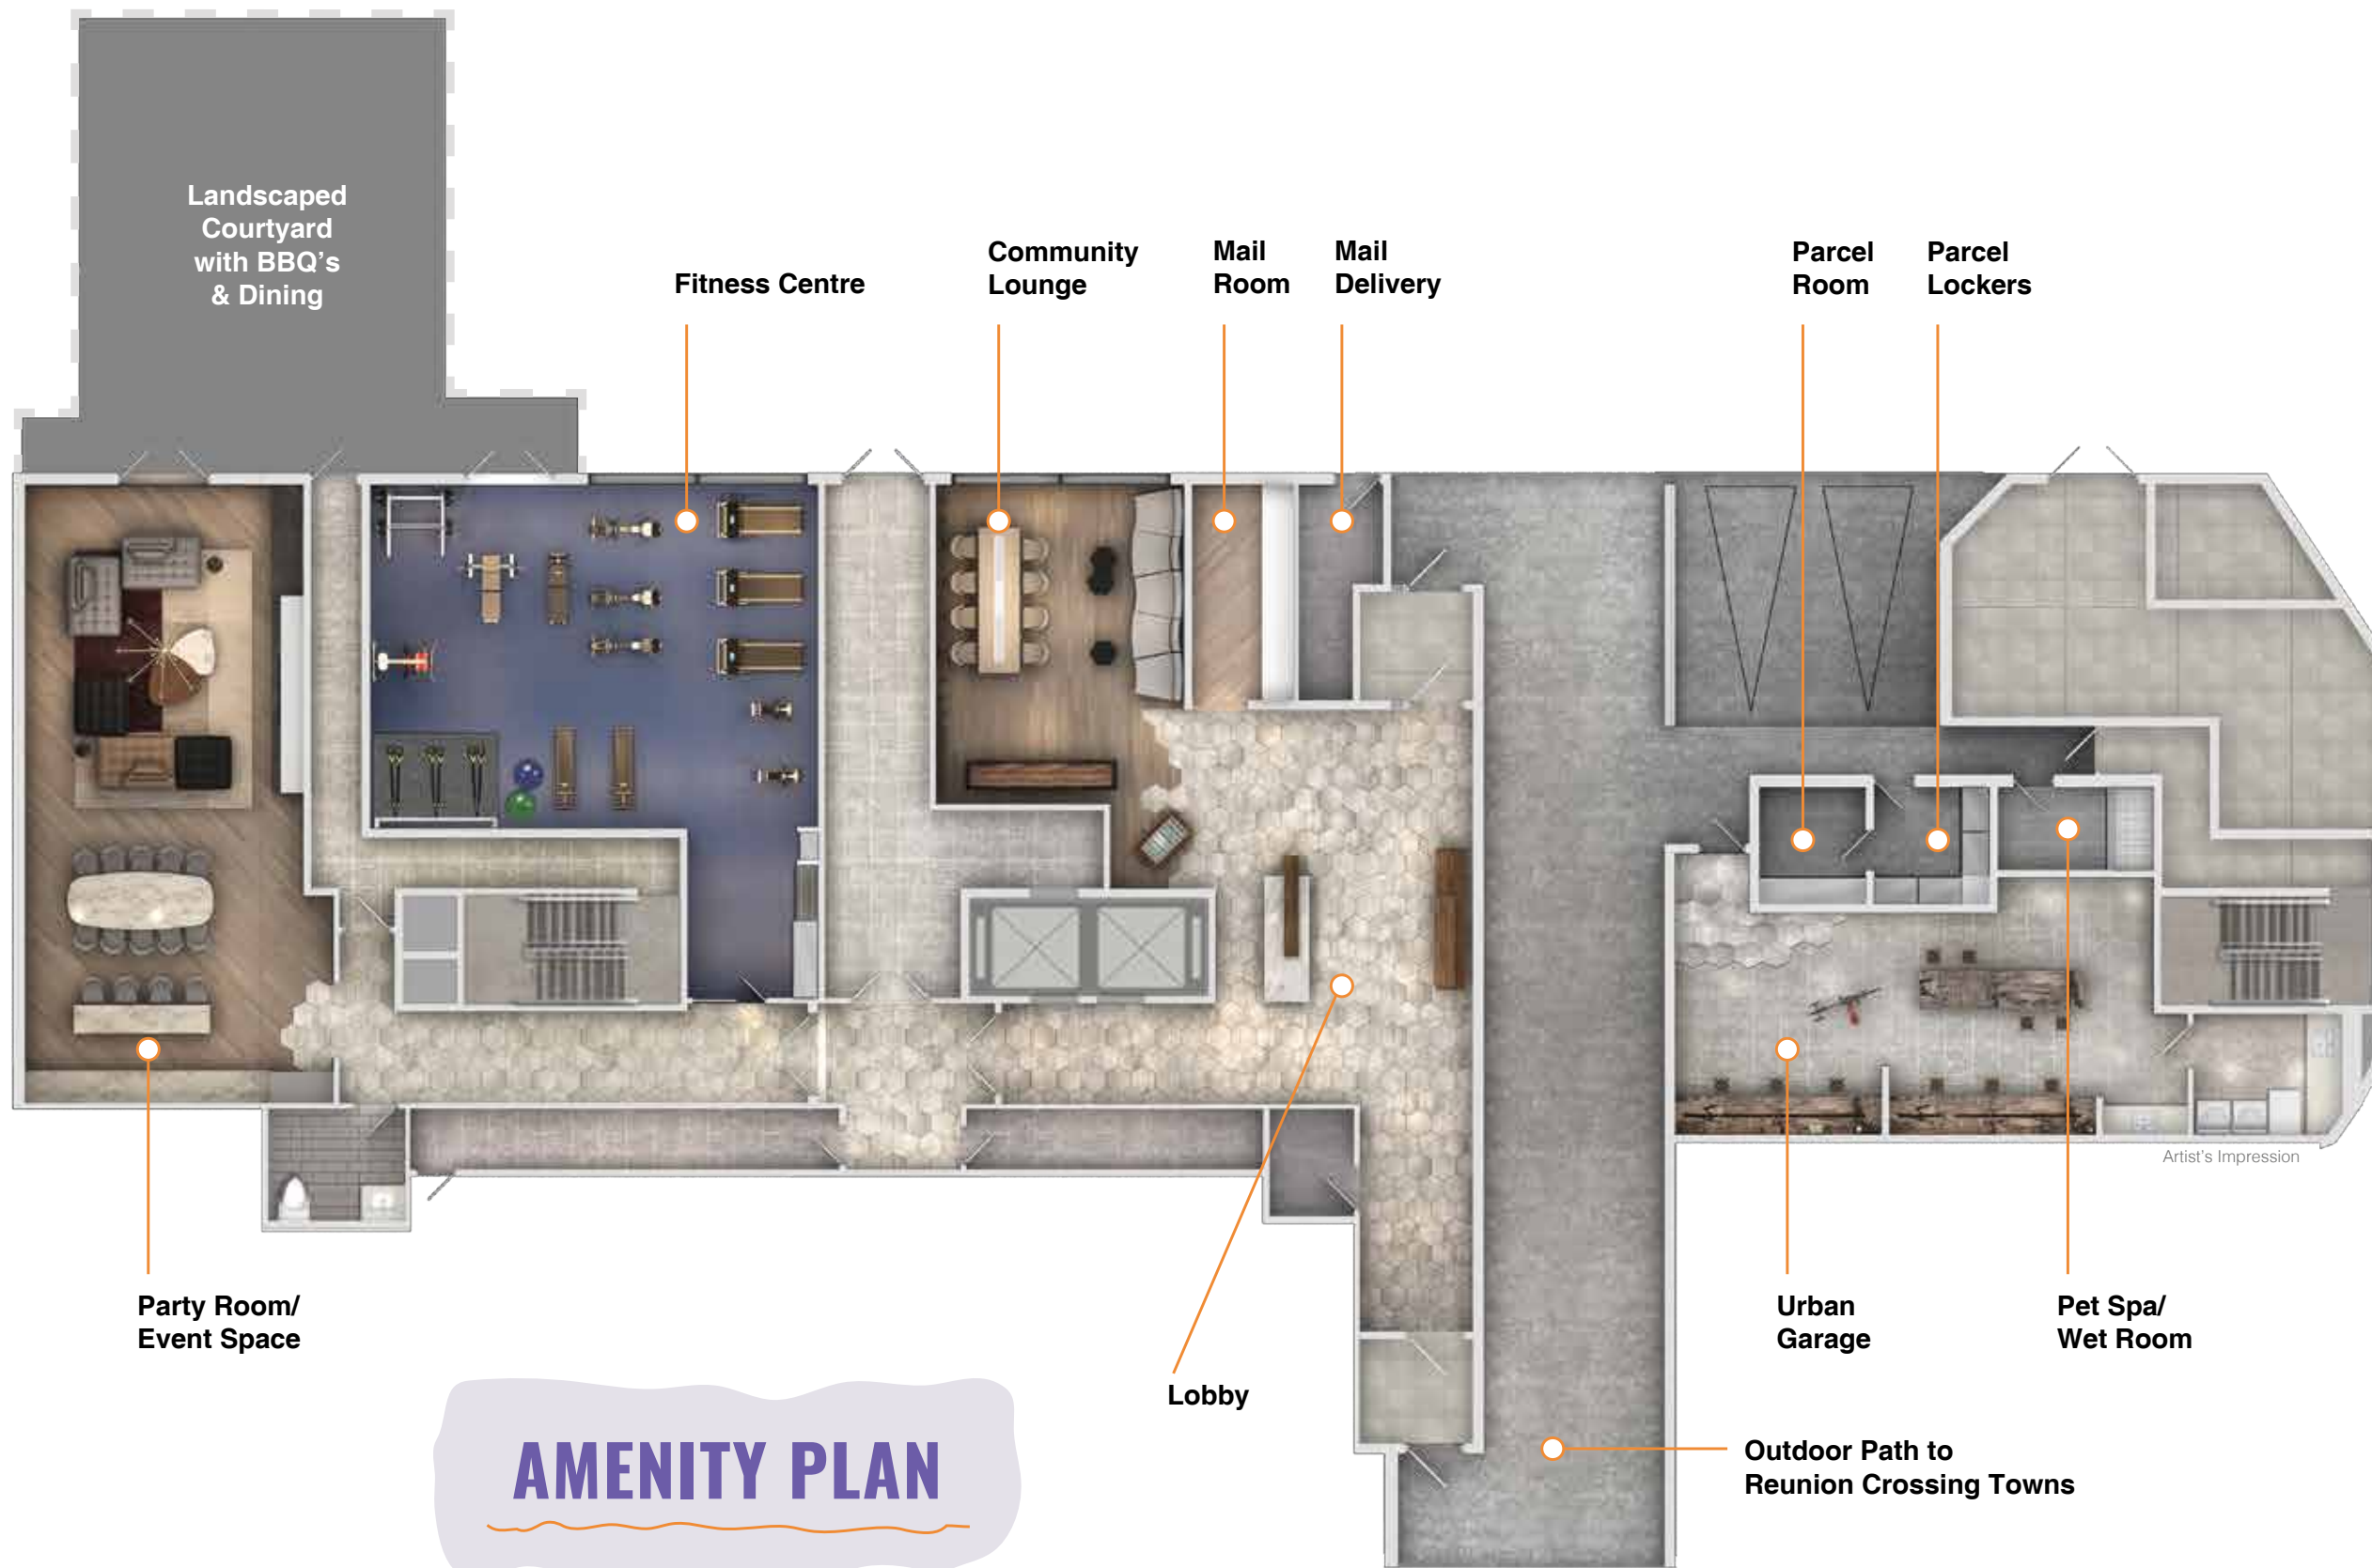 Landscaped
Courtyard
with BBQ's
& Dining
Fitness Centre
Community
Lounge
Mail
Room
Mail
Delivery
Parcel
Room
Parcel
Lockers
Artist's Impression
Party Room/
Event Space
Lobby
Urban
Garage
Pet Spa/
Wet Room
Outdoor Path to
Reunion Crossing Towns
AMENITY PLAN